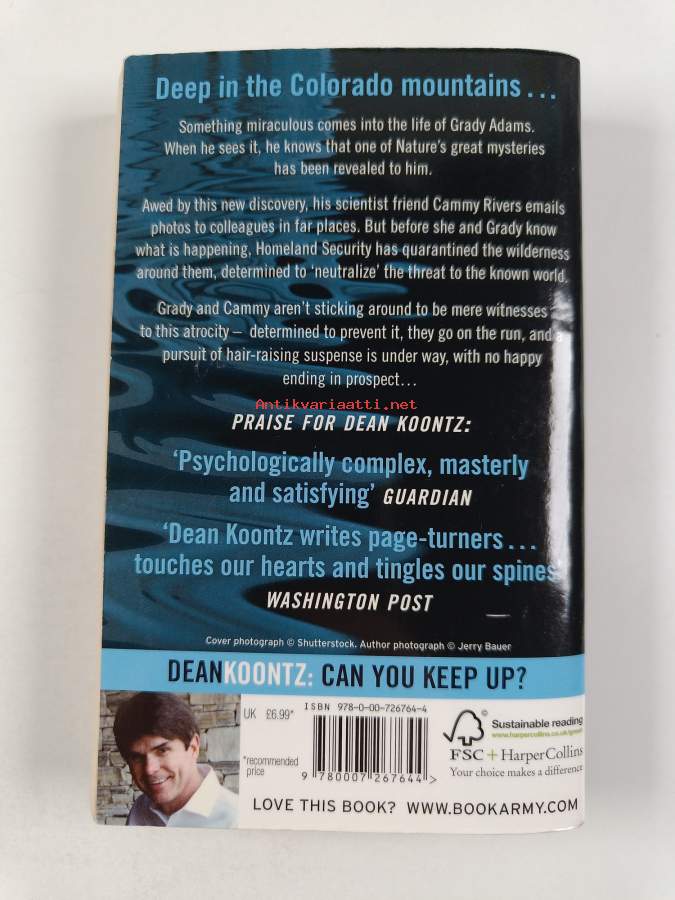 Deep in the Colorado mountains...
Something miraculous comes into the life of Grady Adams.
When he sees it, he knows that one of Nature's great mysteries
has been revealed to him.
Awed by this new discovery, his scientist friend Cammy Rivers emails
photos to colleagues in far places. But before she and Grady know
what is happening, Homeland Security has quarantined the wilderness
around them, determined to 'neutralize' the threat to the known world.
Grady and Cammy aren't sticking around to be mere witnesses
to this atrocity – determined to prevent it, they go on the run, and a
pursuit of hair-raising suspense is under way, with no happy
ending in prospect...
Antikvariaatti.net
PRAISE FOR DEAN KOONTZ:
'Psychologically complex, masterly
and satisfying' GUARDIAN
'Dean Koontz writes page-turners...
touches our hearts and tingles our spines
WASHINGTON POST
Cover photograph © Shutterstock. Author photograph © Jerry Bauer
DEANKOONTZ: CAN YOU KEEP UP?
UK £6.99*
*recommended
price
ISBN 978-0-00-726764-4
9 780007 267644 >
FSC + HarperCollins
Sustainable reading
www.harpercollins.co.uk/green
Your choice makes a difference
LOVE THIS BOOK? WWW.BOOKARMY.COM